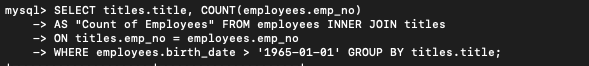 mysql> SELECT titles.title, COUNT(employees.emp_no)
    -> AS "Count of Employees" FROM employees INNER JOIN titles
    -> ON titles.emp_no = employees.emp_no
    -> WHERE employees.birth_date > '1965-01-01' GROUP BY titles.title;